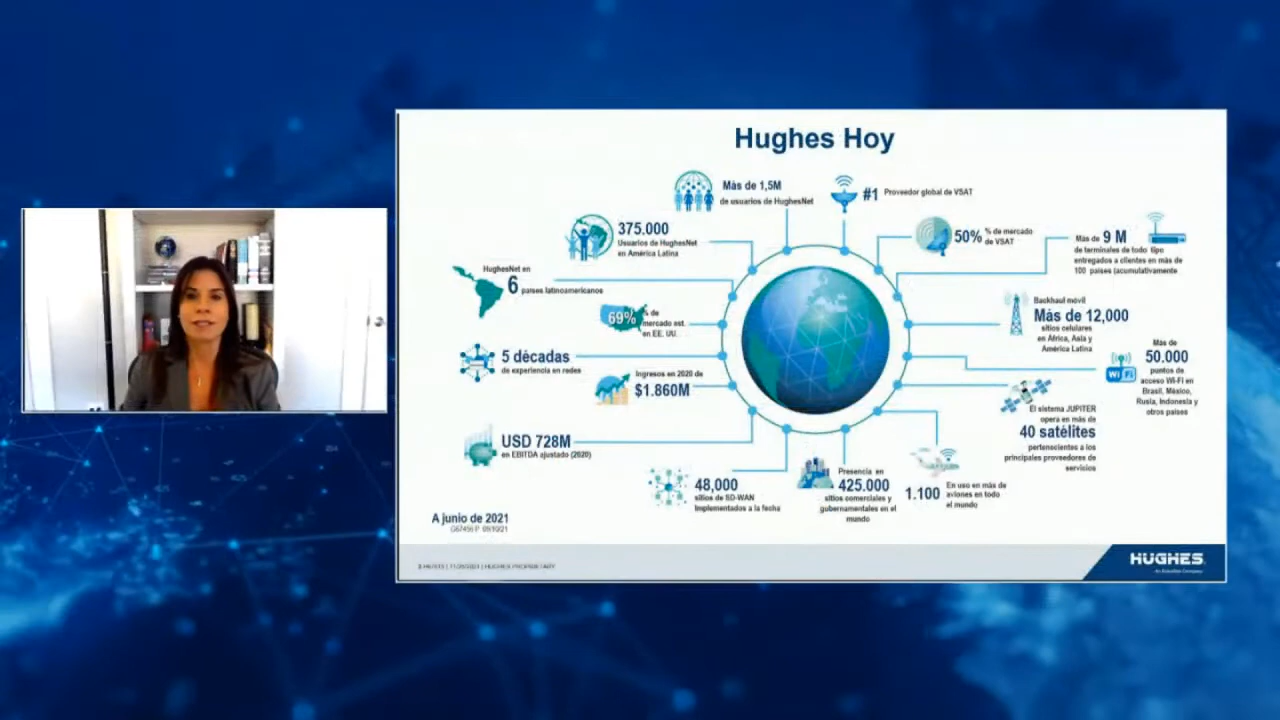 Hughes Hoy
Más de 1,5M
de usuarios de HughesNet
#1 Proveedor global de VSAT
375.000
Usuarios de HughesNet
en América Latina
50% % de mercado
de VSAT
Más de 9 M
de terminales de todo tipo
entregados a clientes en más de
100 países (acumulativamente
HughesNet en
6 países latinoamericanos
69% % de
mercado est.
en EE. UU.
Backhaul móvil
Más de 12,000
sitios celulares
en África, Asia y
América Latina
5 décadas
de experiencia en redes
Ingresos en 2020 de
$1.860M
Más de
50.000
puntos de
acceso Wi-Fi en
Brasil, México,
Rusia, Indonesia y
otros países
Wi Fi
El sistema JUPITER
opera en más de
40 satélites
pertenecientes a los
principales proveedores de
servicios
USD 728M
en EBITDA ajustado (2020)
48,000
sitios de SD-WAN
Implementados a la fecha
Presencia en
425.000
sitios comerciales y
gubernamentales en el
mundo
1.100 En uso en más de
aviones en todo
el mundo
A junio de 2021
HUGHES
An EchoStar Company